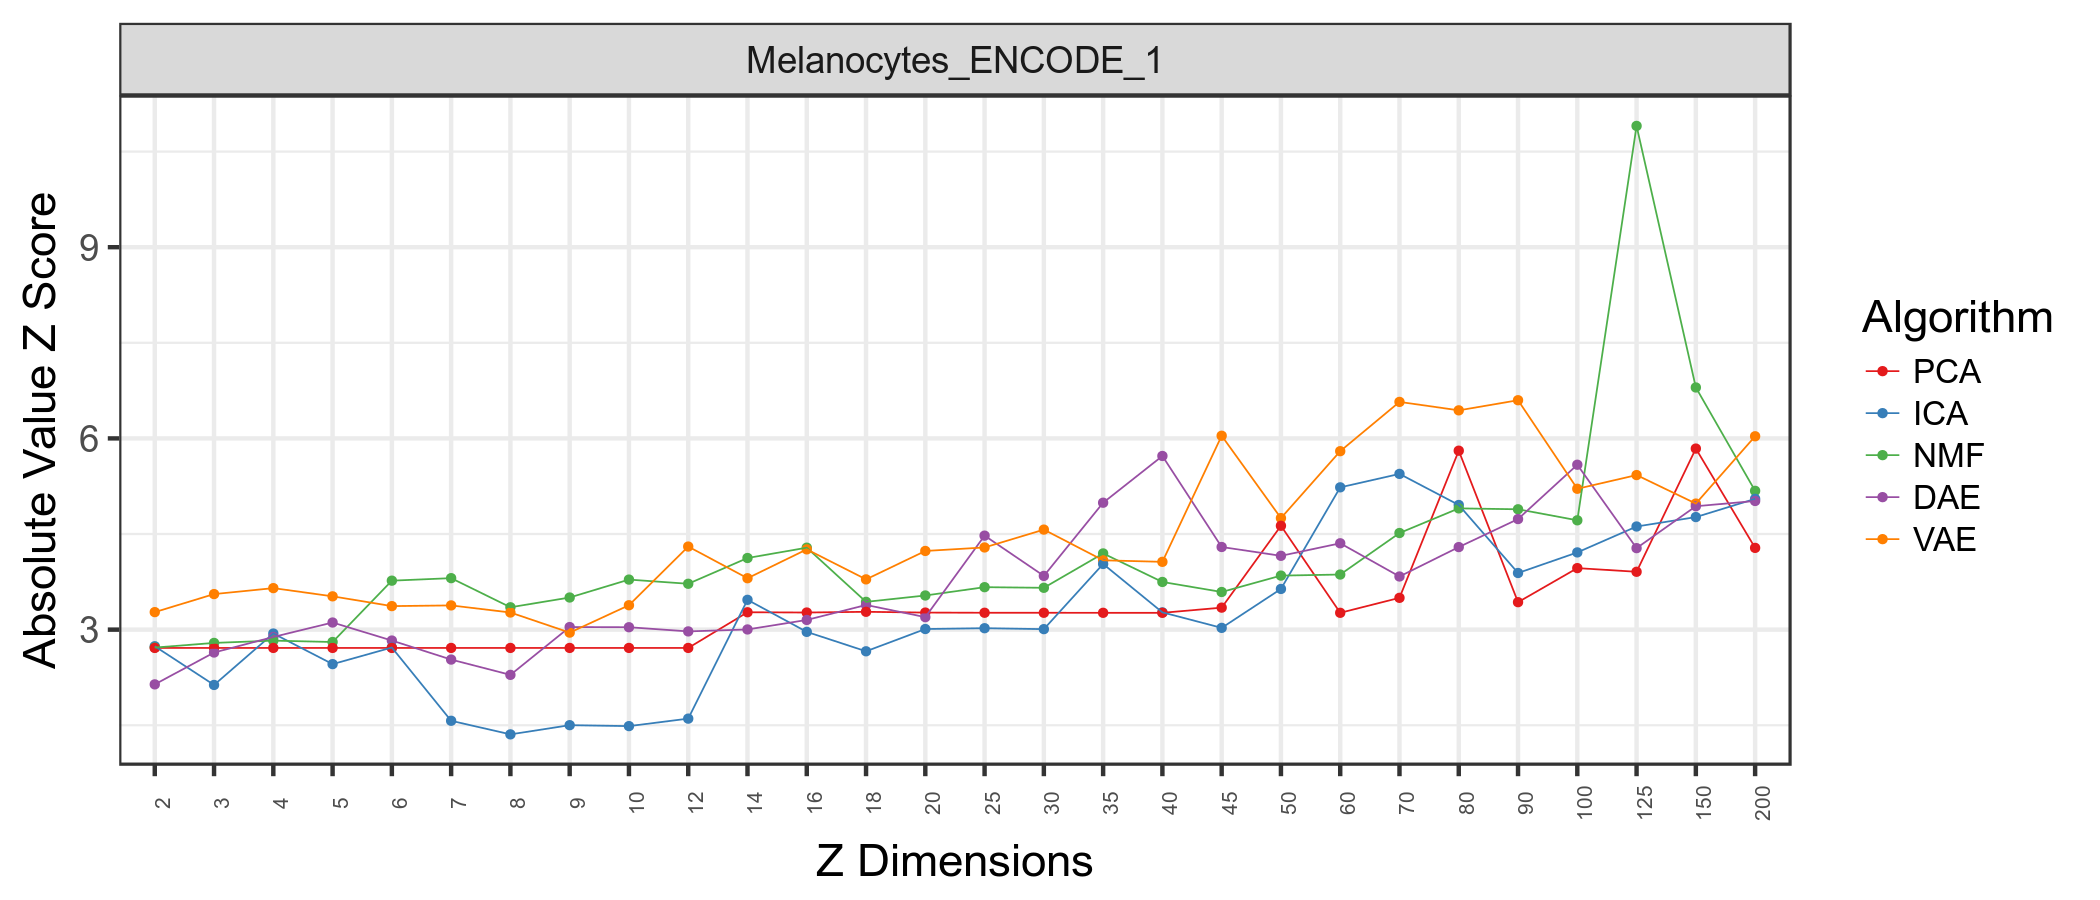 Melanocytes_ENCODE_1
Absolute Value Z Score
9
6
3
2 3 4 5 6 7 8 9 10 12 14 16 18 20 25 30 35 40 45 50 60 70 80 90 100 125 150 200
Z Dimensions
Algorithm
PCA
ICA
NMF
DAE
VAE